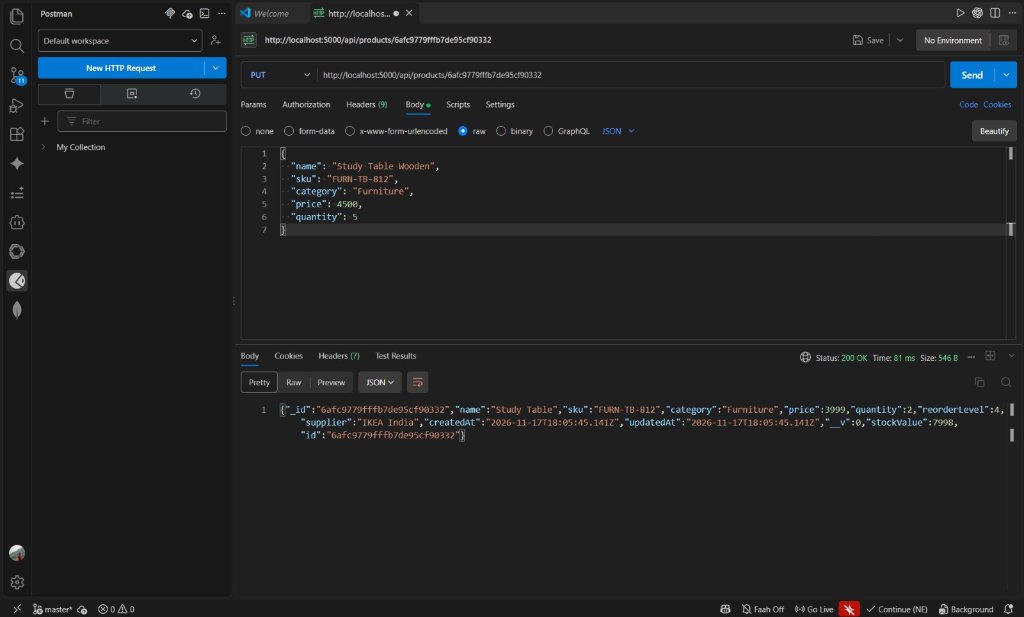 Postman
Welcome
http://localhos...
Default workspace
http://localhost:5000/api/products/6afc9779fffb7de95cf90332
Save
No Environment
New HTTP Request
PUT
http://localhost:5000/api/products/6afc9779fffb7de95cf90332
Send
Params Authorization Headers (9) Body Scripts Settings
Code Cookies
Filter
none form-data x-www-form-urlencoded raw binary GraphQL JSON
Beautify
My Collection
11
1 {
2 "name": "Study Table Wooden",
3 "sku": "FURN-TB-812",
4 "category": "Furniture",
5 "price": 4500,
6 "quantity": 5
7 }
Body Cookies Headers (7) Test Results
Status: 200 OK Time: 81 ms Size: 546 B
Pretty Raw Preview JSON
1 {"_id":"6afc9779fffb7de95cf90332","name":"Study Table","sku":"FURN-TB-812","category":"Furniture","price":3999,"quantity":2,"reorderLevel":4,
"supplier":"IKEA India","createdAt":"2026-11-17T18:05:45.141Z","updatedAt":"2026-11-17T18:05:45.141Z","__v":0,"stockValue":7998,
"id":"6afc9779fffb7de95cf90332"}
master* 0 0
Faah Off Go Live Continue (NE) Background